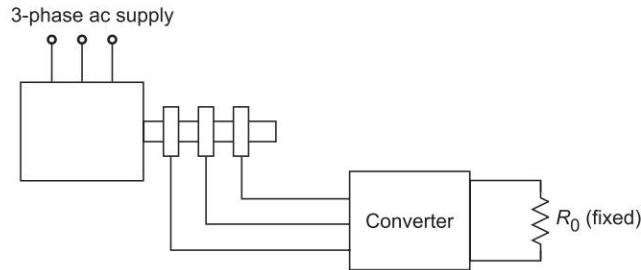 3-phase ac supply
Converter
R0 (fixed)